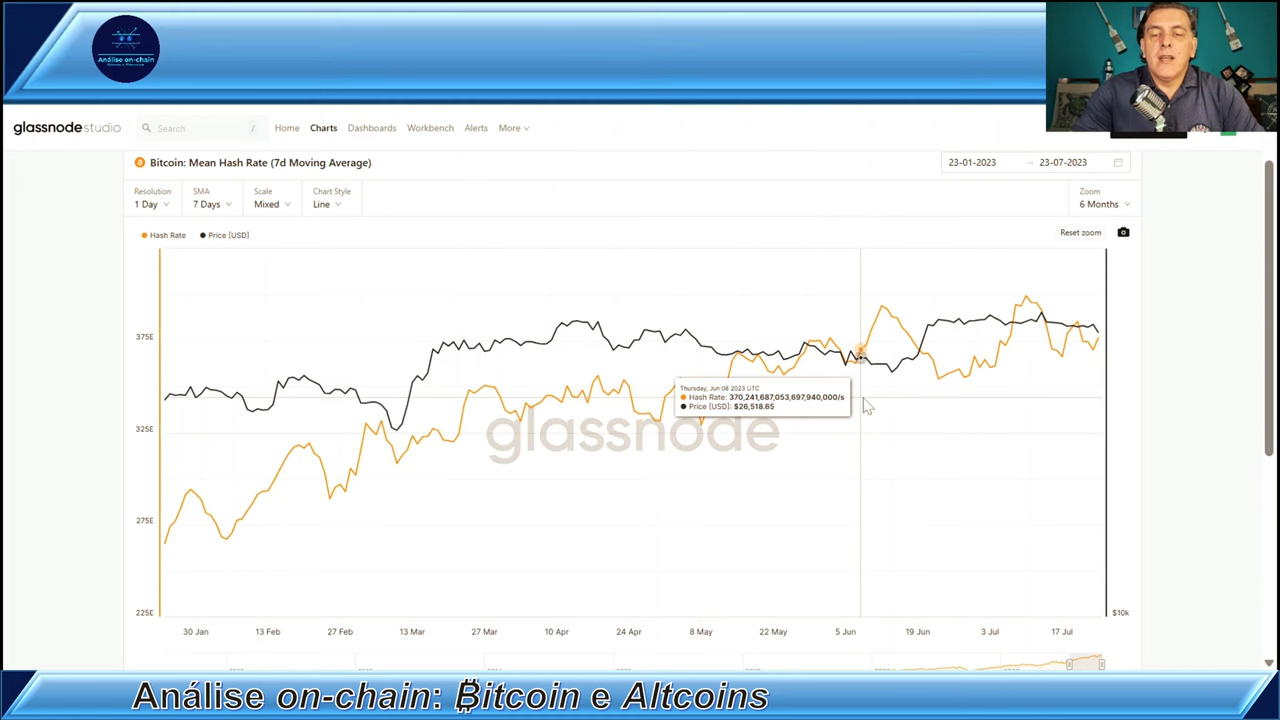 Análise on-chain
Bitcoin e Altcoins
glassnode studio
Search
/
Home
Charts
Dashboards
Workbench
Alerts
More
Bitcoin: Mean Hash Rate (7d Moving Average)
23-01-2023 → 23-07-2023
Resolution
1 Day
SMA
7 Days
Scale
Mixed
Chart Style
Line
Zoom
6 Months
Hash Rate
Price [USD]
Reset zoom
375E
325E
275E
225E
$10k
Thursday, Jun 08 2023 UTC
Hash Rate: 370,241,687,053,697,940,000/s
Price [USD]: $26,518.65
glassnode
30 Jan 13 Feb 27 Feb 13 Mar 27 Mar 10 Apr 24 Apr 8 May 22 May 5 Jun 19 Jun 3 Jul 17 Jul
Análise on-chain: ₿itcoin e Altcoins